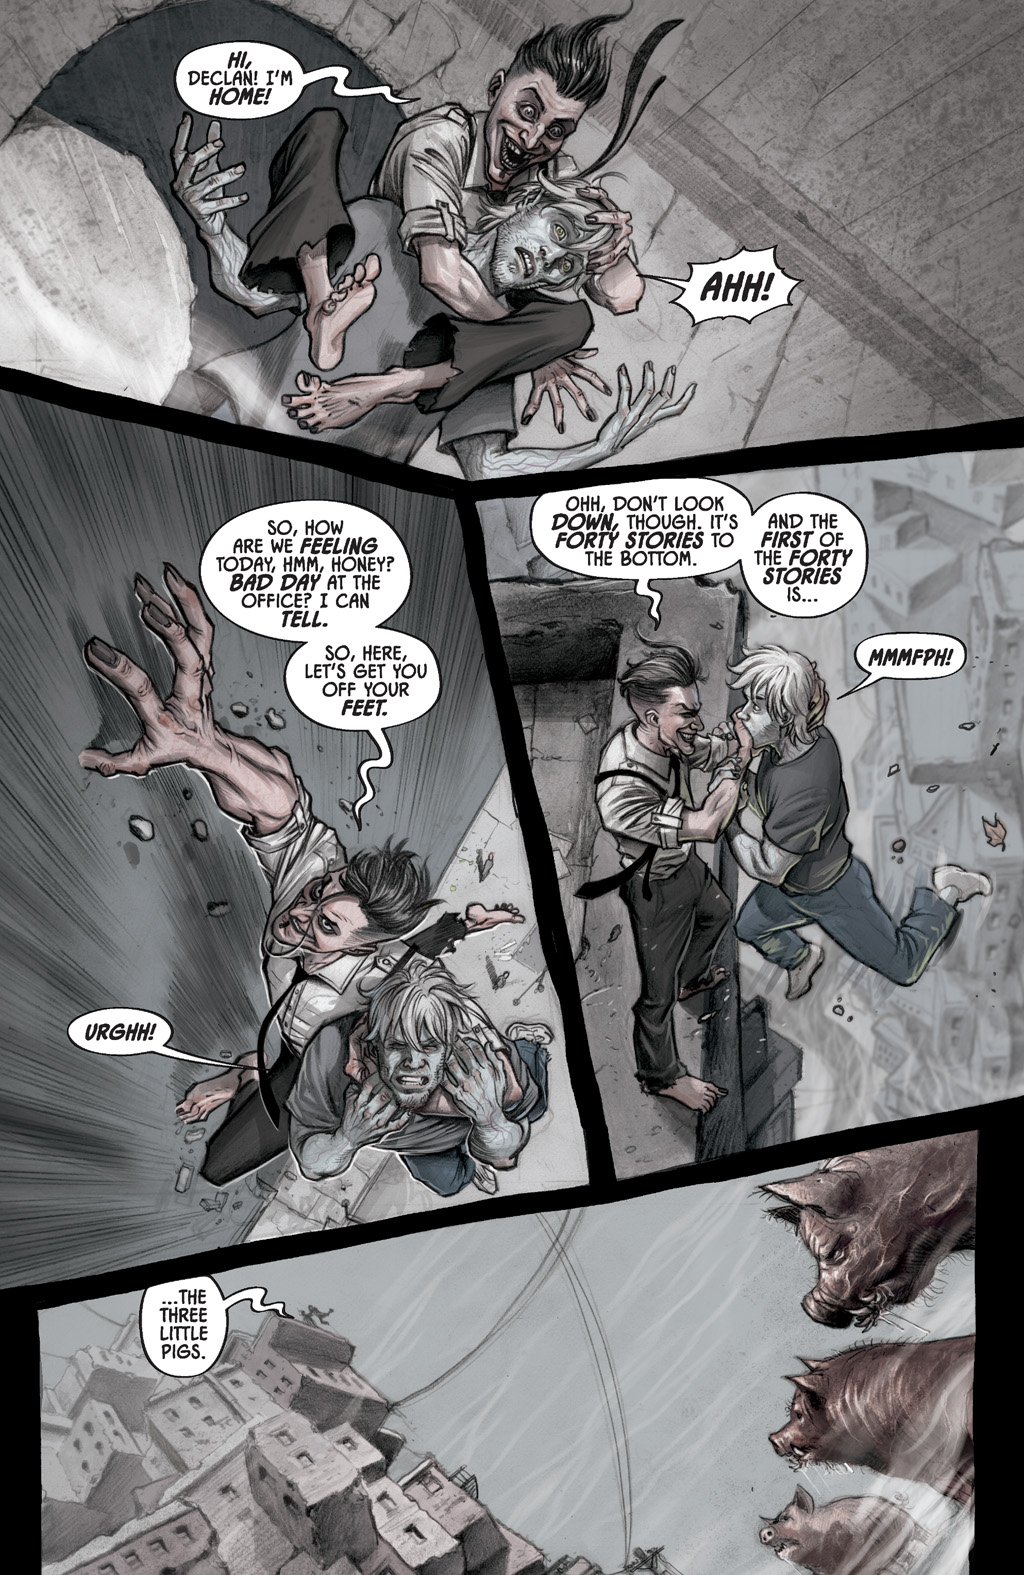 HI,
DECLAN! I'M
HOME!
AHH!
SO, HOW
ARE WE FEELING
TODAY, HMM, HONEY?
BAD DAY AT THE
OFFICE? I CAN
TELL.
SO, HERE,
LET'S GET YOU
OFF YOUR
FEET.
URGHH!
OHH, DON'T LOOK
DOWN, THOUGH. IT'S
FORTY STORIES TO
THE BOTTOM.
AND THE
FIRST OF
THE FORTY
STORIES
IS...
MMMFPH!
...THE
THREE
LITTLE
PIGS.